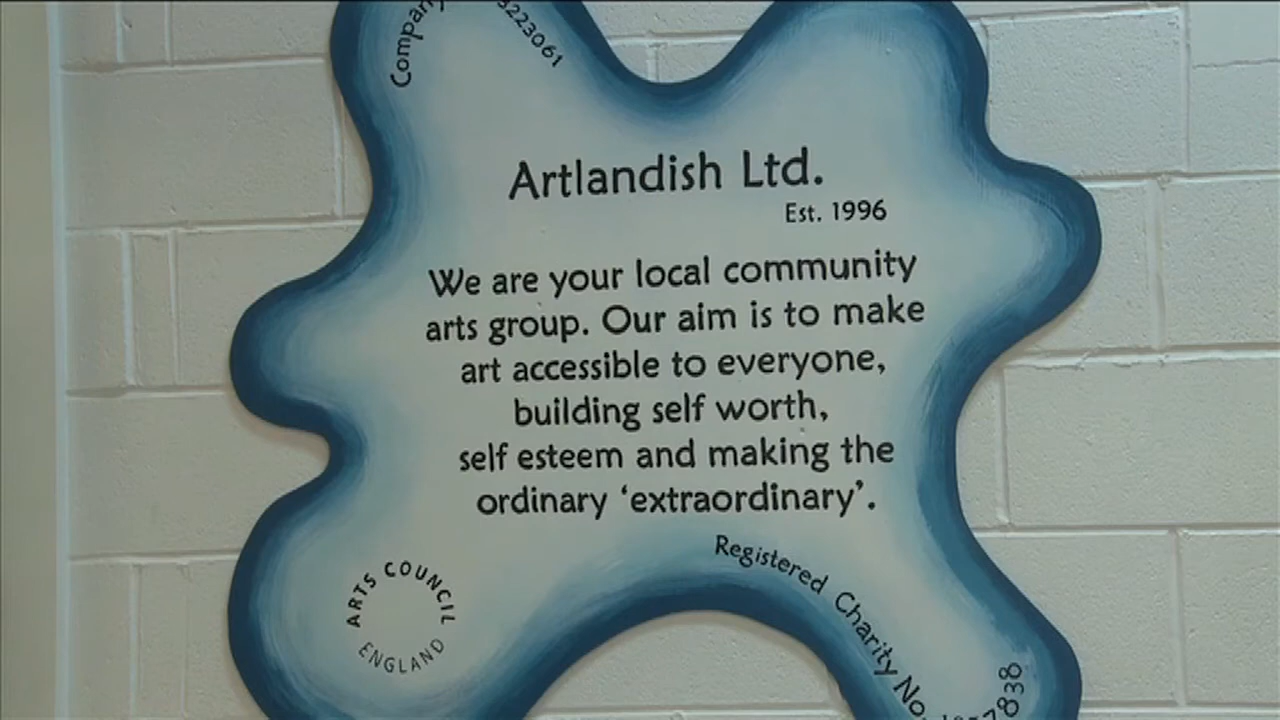 Company
3223061
Artlandish Ltd.
Est. 1996
We are your local community
arts group. Our aim is to make
art accessible to everyone,
building self worth,
self esteem and making the
ordinary ‘extraordinary’.
Registered Charity No.
ARTS COUNCIL
ENGLAND